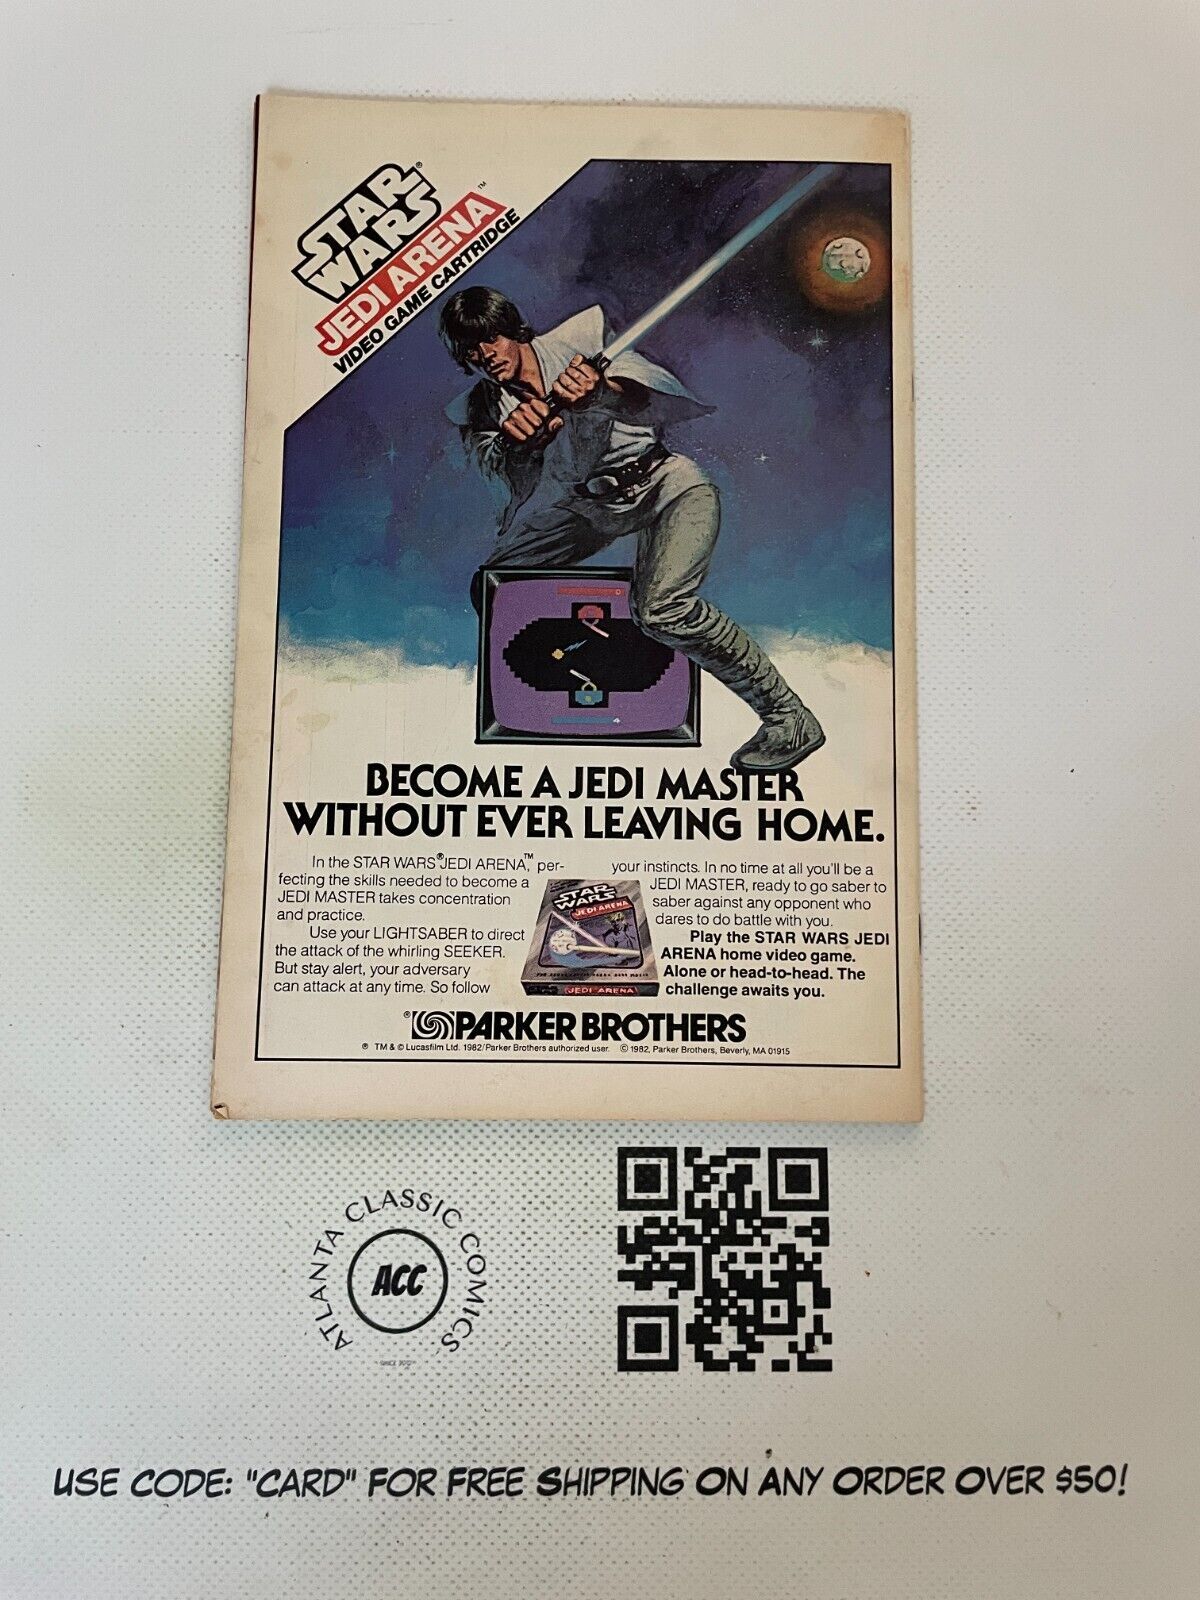 STAR
WARS®
JEDI ARENA™
VIDEO GAME CARTRIDGE
0
4
BECOME A JEDI MASTER
WITHOUT EVER LEAVING HOME.
In the STAR WARS® JEDI ARENA,™ per-
fecting the skills needed to become a
JEDI MASTER takes concentration
and practice.
Use your LIGHTSABER to direct
the attack of the whirling SEEKER.
But stay alert, your adversary
can attack at any time. So follow
your instincts. In no time at all you'll be a
JEDI MASTER, ready to go saber to
saber against any opponent who
dares to do battle with you.
Play the STAR WARS JEDI
ARENA home video game.
Alone or head-to-head. The
challenge awaits you.
STAR
WARS
JEDI ARENA
JEDI ARENA
® PARKER BROTHERS
® TM & © Lucasfilm Ltd. 1982/Parker Brothers authorized user. © 1982, Parker Brothers, Beverly, MA 01915
ATLANTA CLASSIC COMICS
ACC
USE CODE: "CARD" FOR FREE SHIPPING ON ANY ORDER OVER $50!